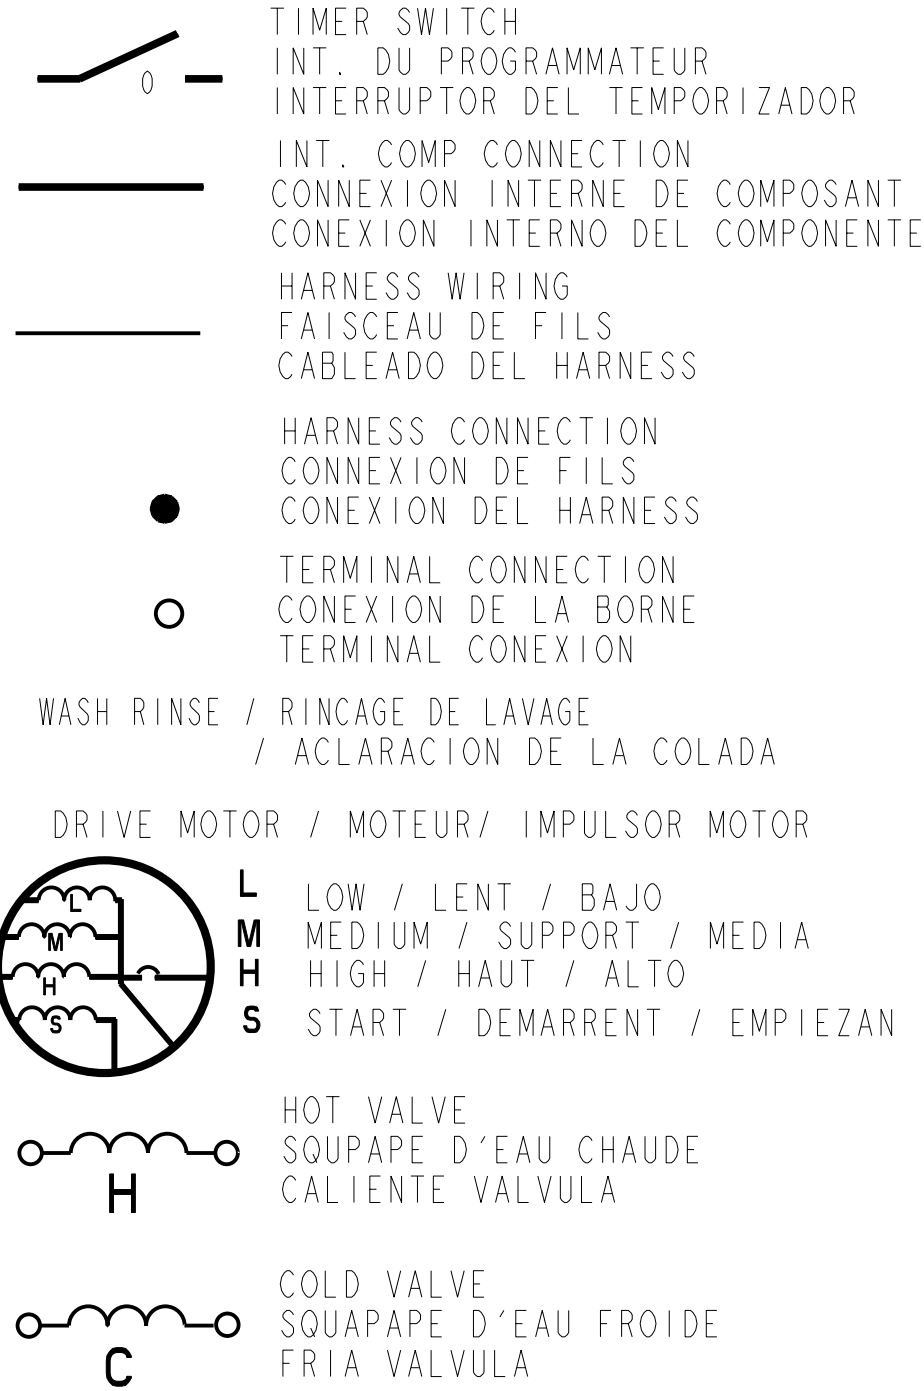 TIMER SWITCH
INT. DU PROGRAMMATEUR
0
INTERRUPTOR DEL TEMPORIZADOR
INT. COMP CONNECTION
CONNEXION INTERNE DE COMPOSANT
CONEXION INTERNO DEL COMPONENTE
HARNESS WIRING
FAISCEAU DE FILS
CABLEADO DEL HARNESS
HARNESS CONNECTION
CONNEXION DE FILS
CONEXION DEL HARNESS
TERMINAL CONNECTION
CONEXION DE LA BORNE
TERMINAL CONEXION
WASH RINSE / RINCAGE DE LAVAGE
/ ACLARACION DE LA COLADA
DRIVE MOTOR / MOTEUR/ IMPULSOR MOTOR
L
M
H
S
L LOW / LENT / BAJO
M MEDIUM / SUPPORT / MEDIA
H HIGH / HAUT / ALTO
S START / DEMARRENT / EMPIEZAN
HOT VALVE
SQUPAPE D'EAU CHAUDE
CALIENTE VALVULA
H
COLD VALVE
SQUAPAPE D'EAU FROIDE
FRIA VALVULA
C